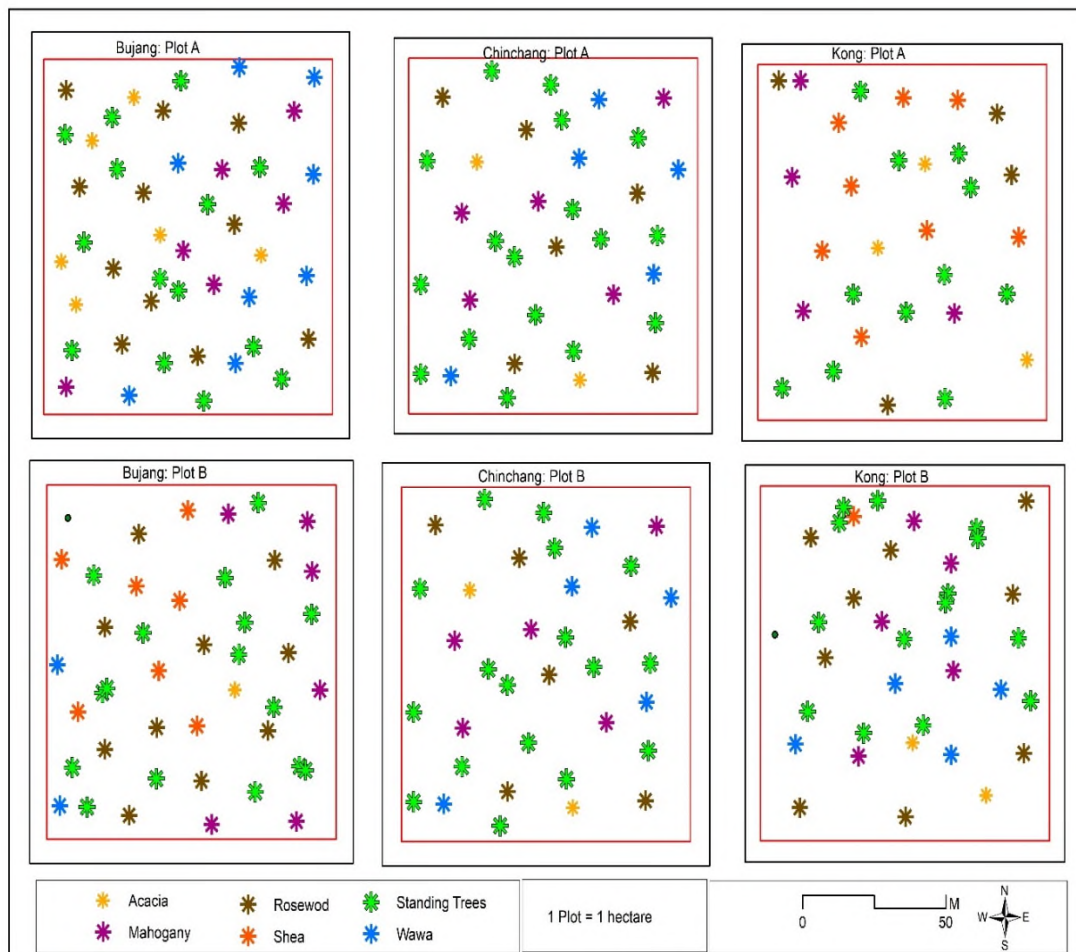 Bujang: Plot A
Chinchang: Plot A
Kong: Plot A
Bujang: Plot B
Chinchang: Plot B
Kong: Plot B
Acacia
Rosewod
Standing Trees
Mahogany
Shea
Wawa
1 Plot = 1 hectare
M
0
50
N
W
E
S